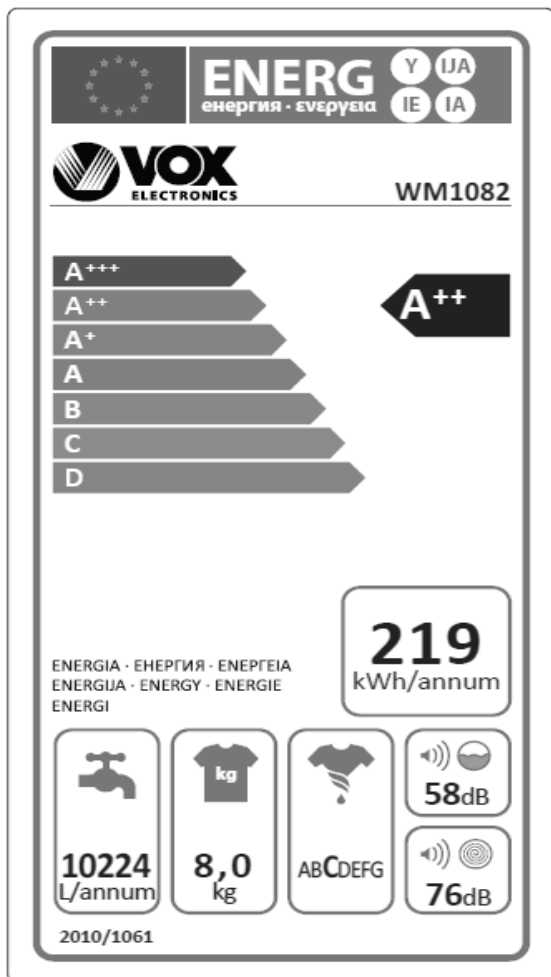 ENERG Y IJA
енергия · ενεργεια IE IA
VOX
ELECTRONICS
WM1082
A+++
A++
A++
A+
A
B
C
D
219
kWh/annum
ENERGIA · ЕНЕРГИЯ · ΕΝΕΡΓΕΙΑ
ENERGIJA · ENERGY · ENERGIE
ENERGI
kg
10224
L/annum
8,0
kg
ABCDEFG
58dB
76dB
2010/1061